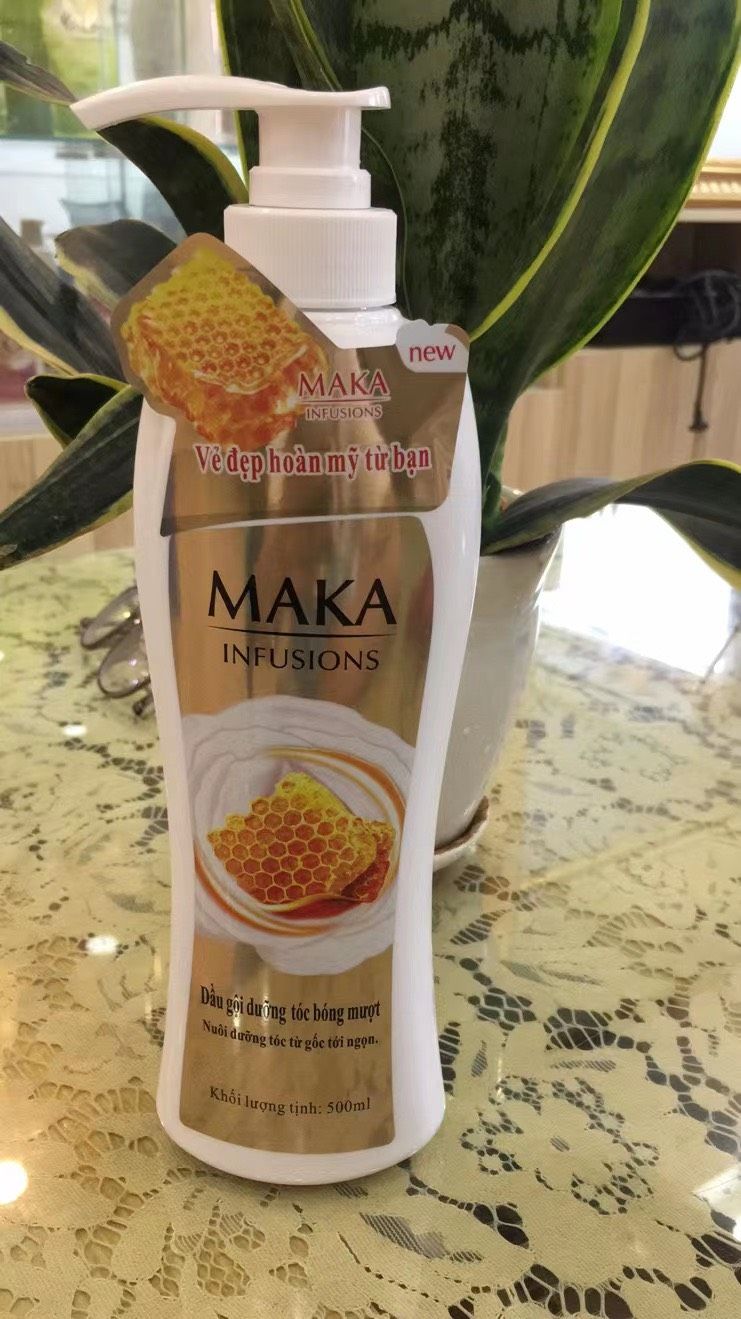 new
MAKA
INFUSIONS
Vẻ đẹp hoàn mỹ từ bạn
MAKA
INFUSIONS
Dầu gội dưỡng tóc bóng mượt
Nuôi dưỡng tóc từ gốc tới ngọn.
Khối lượng tịnh: 500ml